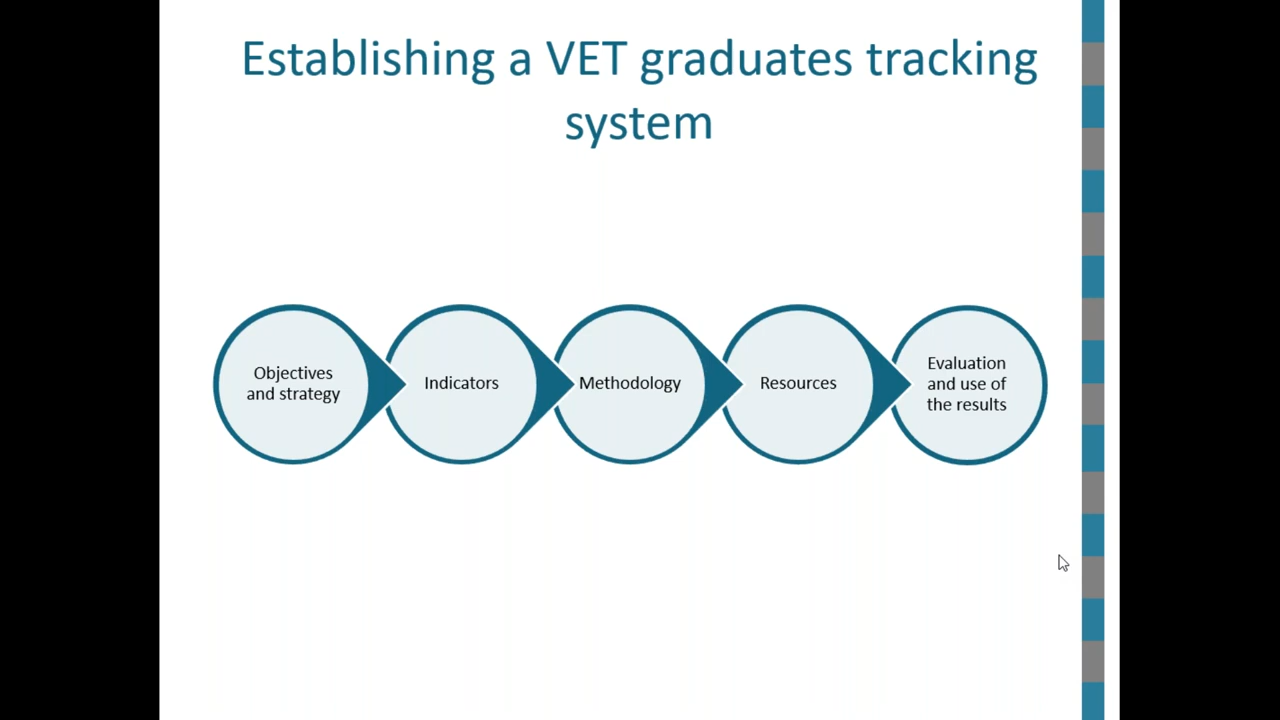 Establishing a VET graduates tracking
system
Objectives
and strategy
Indicators
Methodology
Resources
Evaluation
and use of
the results